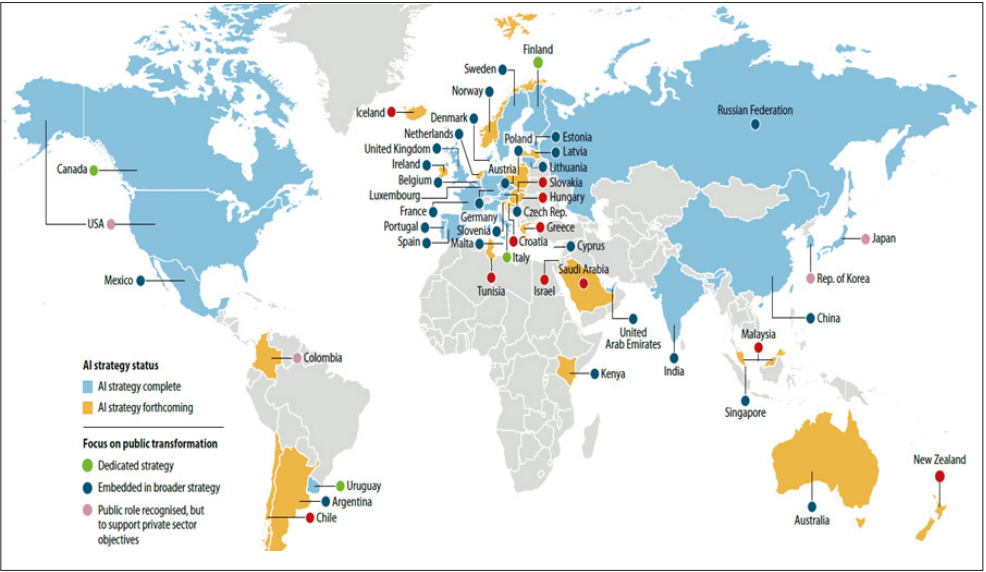 Finland
Sweden
Norway
Iceland
Denmark
Netherlands
United Kingdom
Ireland
Belgium
Luxembourg
France
Portugal
Spain
Poland
Austria
Germany
Slovenia
Malta
Italy
Croatia
Estonia
Latvia
Lithuania
Slovakia
Hungary
Czech Rep.
Greece
Cyprus
Russian Federation
Canada
USA
Mexico
Tunisia
Israel
Saudi Arabia
United
Arab Emirates
Kenya
India
Japan
Rep. of Korea
China
Malaysia
Singapore
Australia
New Zealand
Colombia
Uruguay
Argentina
Chile
AI strategy status
AI strategy complete
AI strategy forthcoming
Focus on public transformation
Dedicated strategy
Embedded in broader strategy
Public role recognised, but
to support private sector
objectives